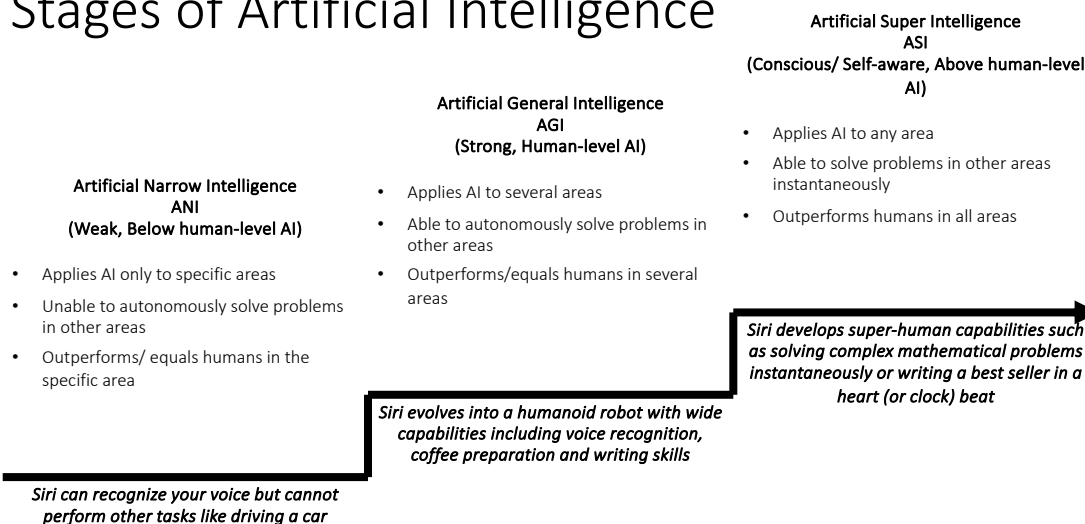 Stages of Artificial Intelligence
Artificial Narrow Intelligence
ANI
(Weak, Below human-level AI)
• Applies AI only to specific areas
• Unable to autonomously solve problems
in other areas
• Outperforms/ equals humans in the
specific area
Siri can recognize your voice but cannot
perform other tasks like driving a car
Artificial General Intelligence
AGI
(Strong, Human-level AI)
• Applies AI to several areas
• Able to autonomously solve problems in
other areas
• Outperforms/equals humans in several
areas
Siri evolves into a humanoid robot with wide
capabilities including voice recognition,
coffee preparation and writing skills
Artificial Super Intelligence
ASI
(Conscious/ Self-aware, Above human-level
AI)
• Applies AI to any area
• Able to solve problems in other areas
instantaneously
• Outperforms humans in all areas
Siri develops super-human capabilities such
as solving complex mathematical problems
instantaneously or writing a best seller in a
heart (or clock) beat